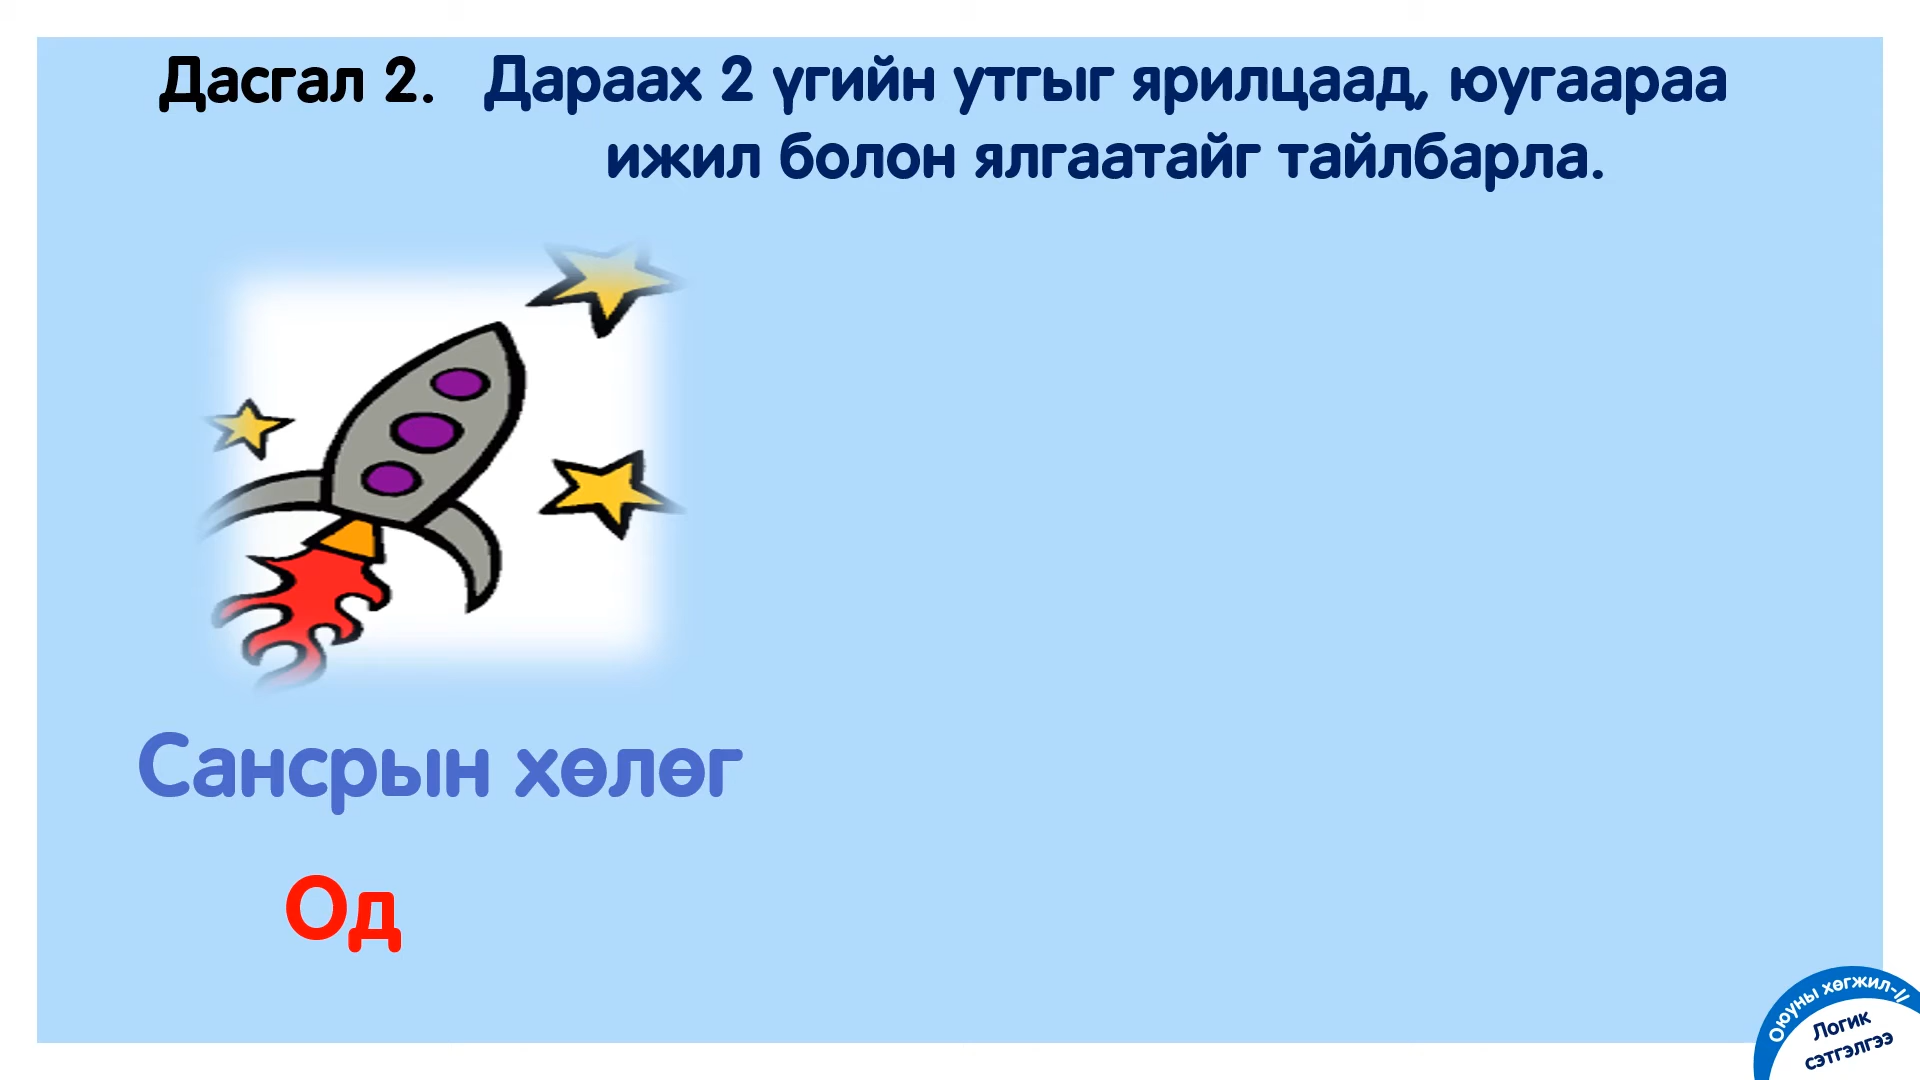 Дасгал 2. Дараах 2 үгийн утгыг ярилцаад, юугаараа
ижил болон ялгаатайг тайлбарла.
Сансрын хөлөг
Од
Оюуны хөгжил-II
Логик
сэтгэлгээ